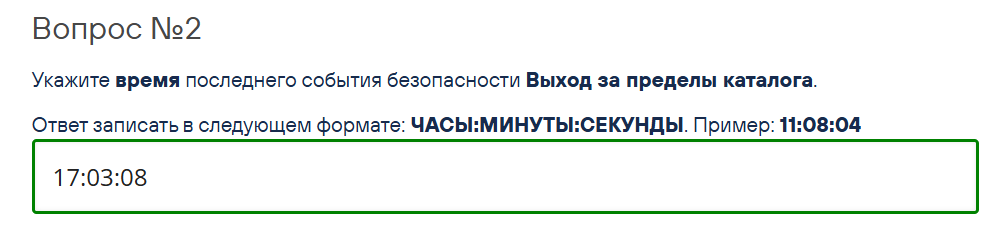 Вопрос №2
Укажите время последнего события безопасности Выход за пределы каталога.
Ответ записать в следующем формате: ЧАСЫ:МИНУТЫ:СЕКУНДЫ. Пример: 11:08:04
17:03:08